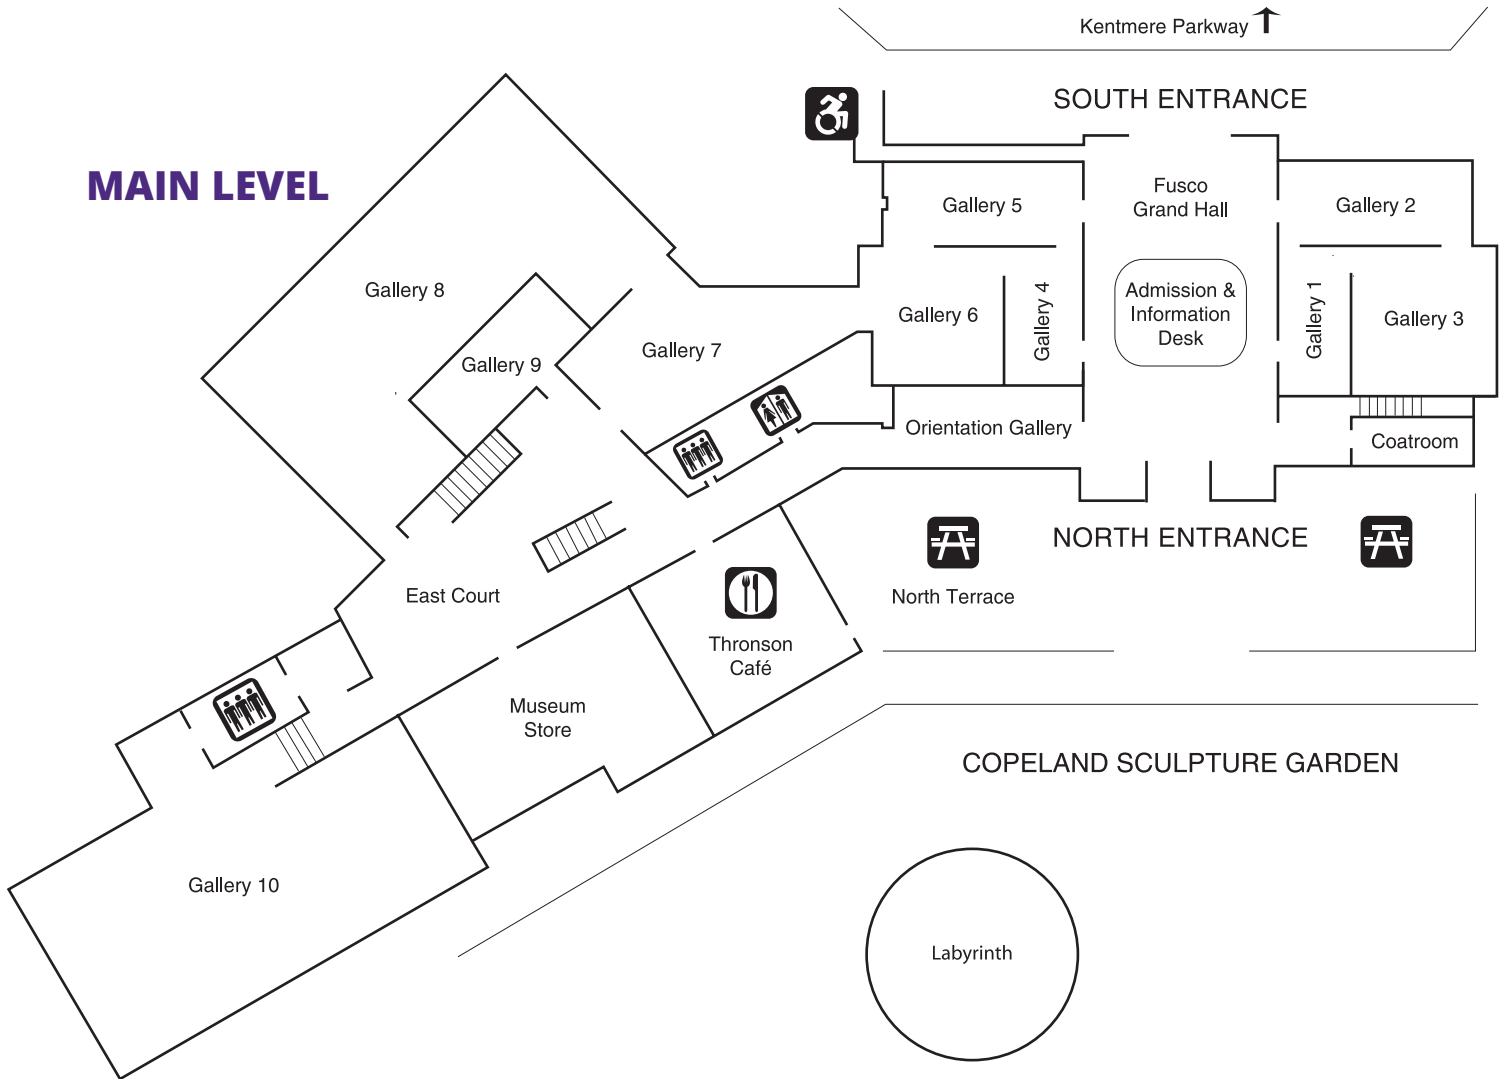 Kentmere Parkway
SOUTH ENTRANCE
MAIN LEVEL
Fusco
Grand Hall
Gallery 5
Gallery 2
Gallery 8
Admission &
Information
Desk
Gallery 6
Gallery 4
Gallery 1
Gallery 3
Gallery 7
Gallery 9
Orientation Gallery
Coatroom
NORTH ENTRANCE
East Court
North Terrace
Thronson
Café
Museum
Store
COPELAND SCULPTURE GARDEN
Gallery 10
Labyrinth